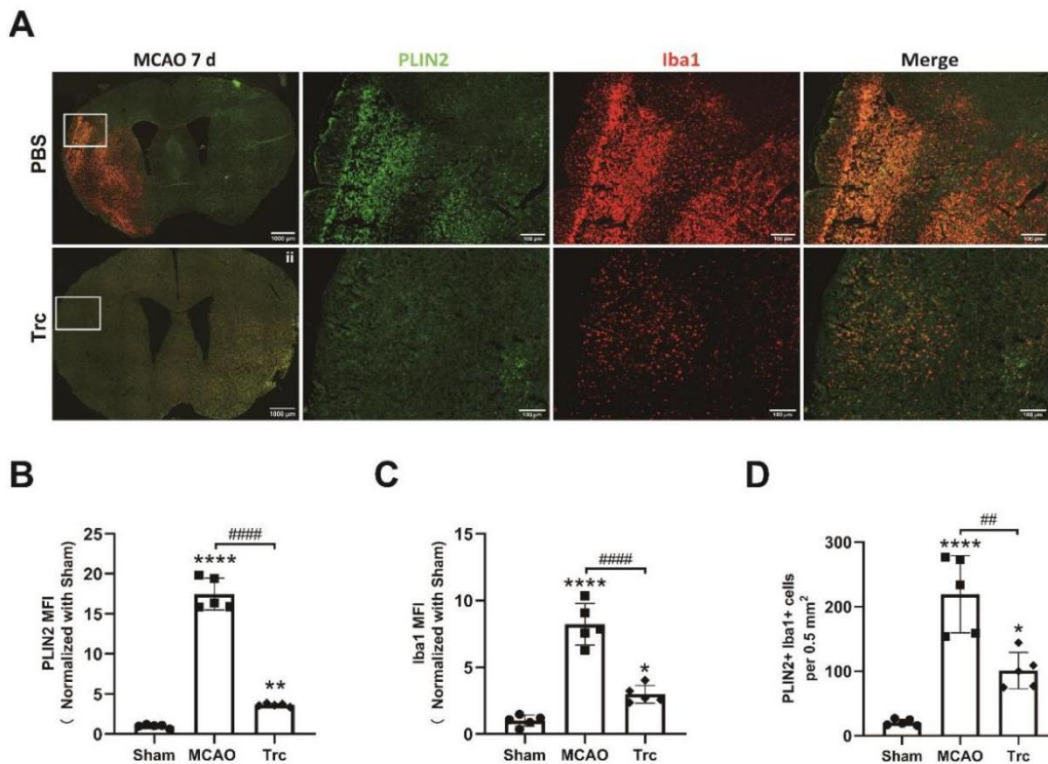 A
MCAO 7 d
PLIN2
Iba1
Merge
PBS
1000 μm
100 μm
100 μm
100 μm
Trc
ii
1000 μm
100 μm
100 μm
100 μm
B
PLIN2 MFI
( Normalized with Sham)
25
20
15
10
5
0
####
****
**
Sham MCAO Trc
C
Iba1 MFI
( Normalized with Sham)
15
10
5
0
####
****
*
Sham MCAO Trc
D
PLIN2+ Iba1+ cells
per 0.5 mm²
300
200
100
0
##
****
*
Sham MCAO Trc